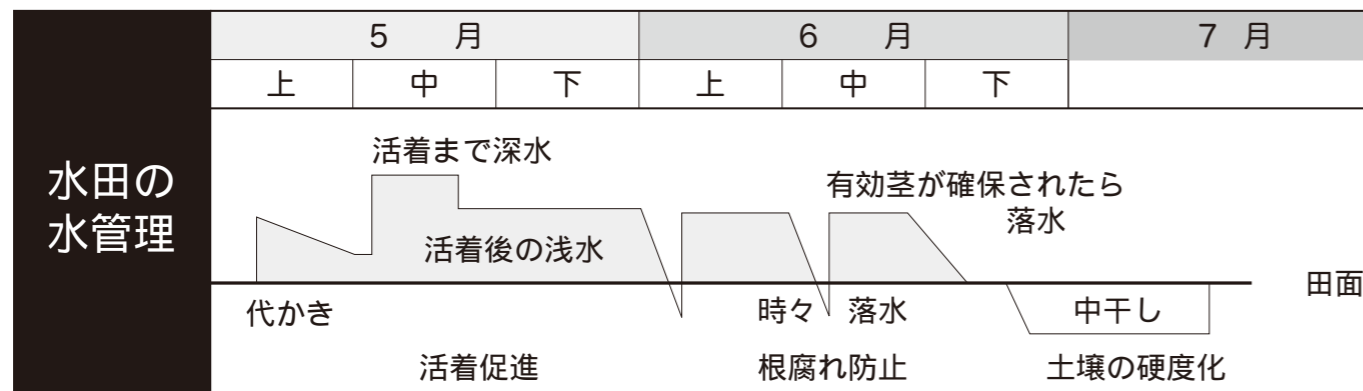 5 月
6 月
7 月
上
中
下
上
中
下
水田の
水管理
活着まで深水
有効茎が確保されたら
落水
活着後の浅水
田面
代かき
時々 落水
中干し
活着促進
根腐れ防止
土壌の硬度化